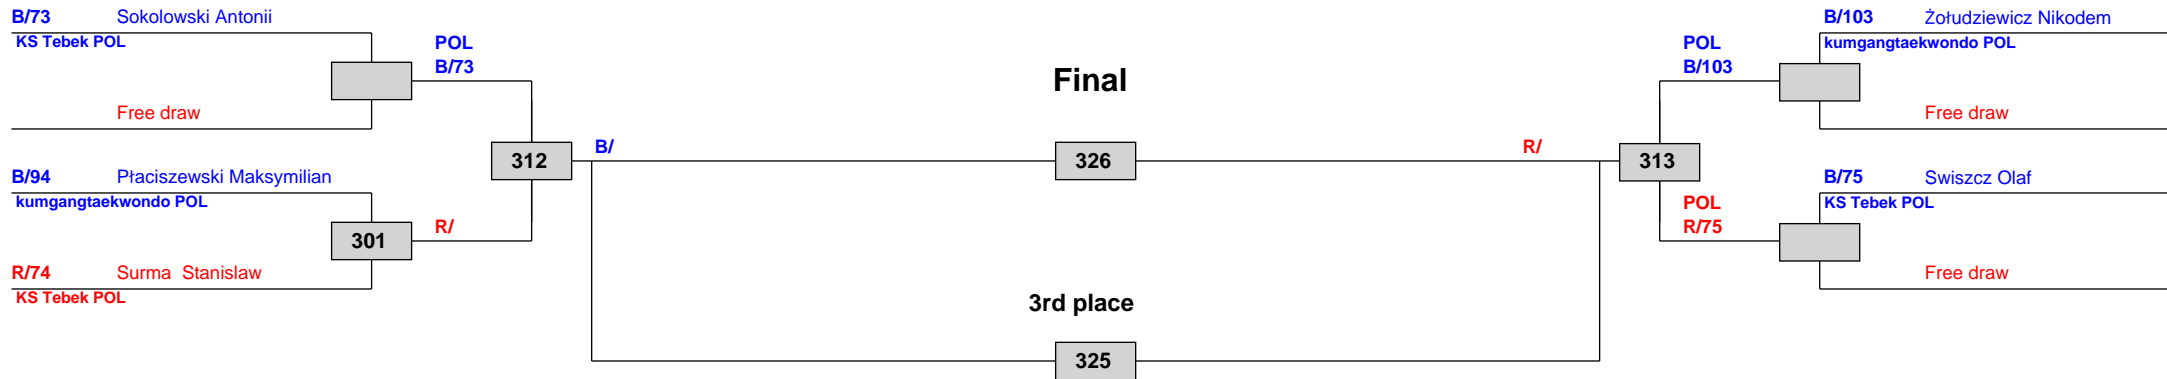 B/73 Sokolowski Antonii
KS Tebek POL
Free draw
POL
B/73
B/94 Płaciszewski Maksymilian
kumgangtaekwondo POL
301
R/
R/74 Surma  Stanislaw
KS Tebek POL
312
B/
Final
326
3rd place
325
R/
313
POL
B/103
B/103 Żołudziewicz Nikodem
kumgangtaekwondo POL
Free draw
POL
R/75
B/75 Swiszcz Olaf
KS Tebek POL
Free draw